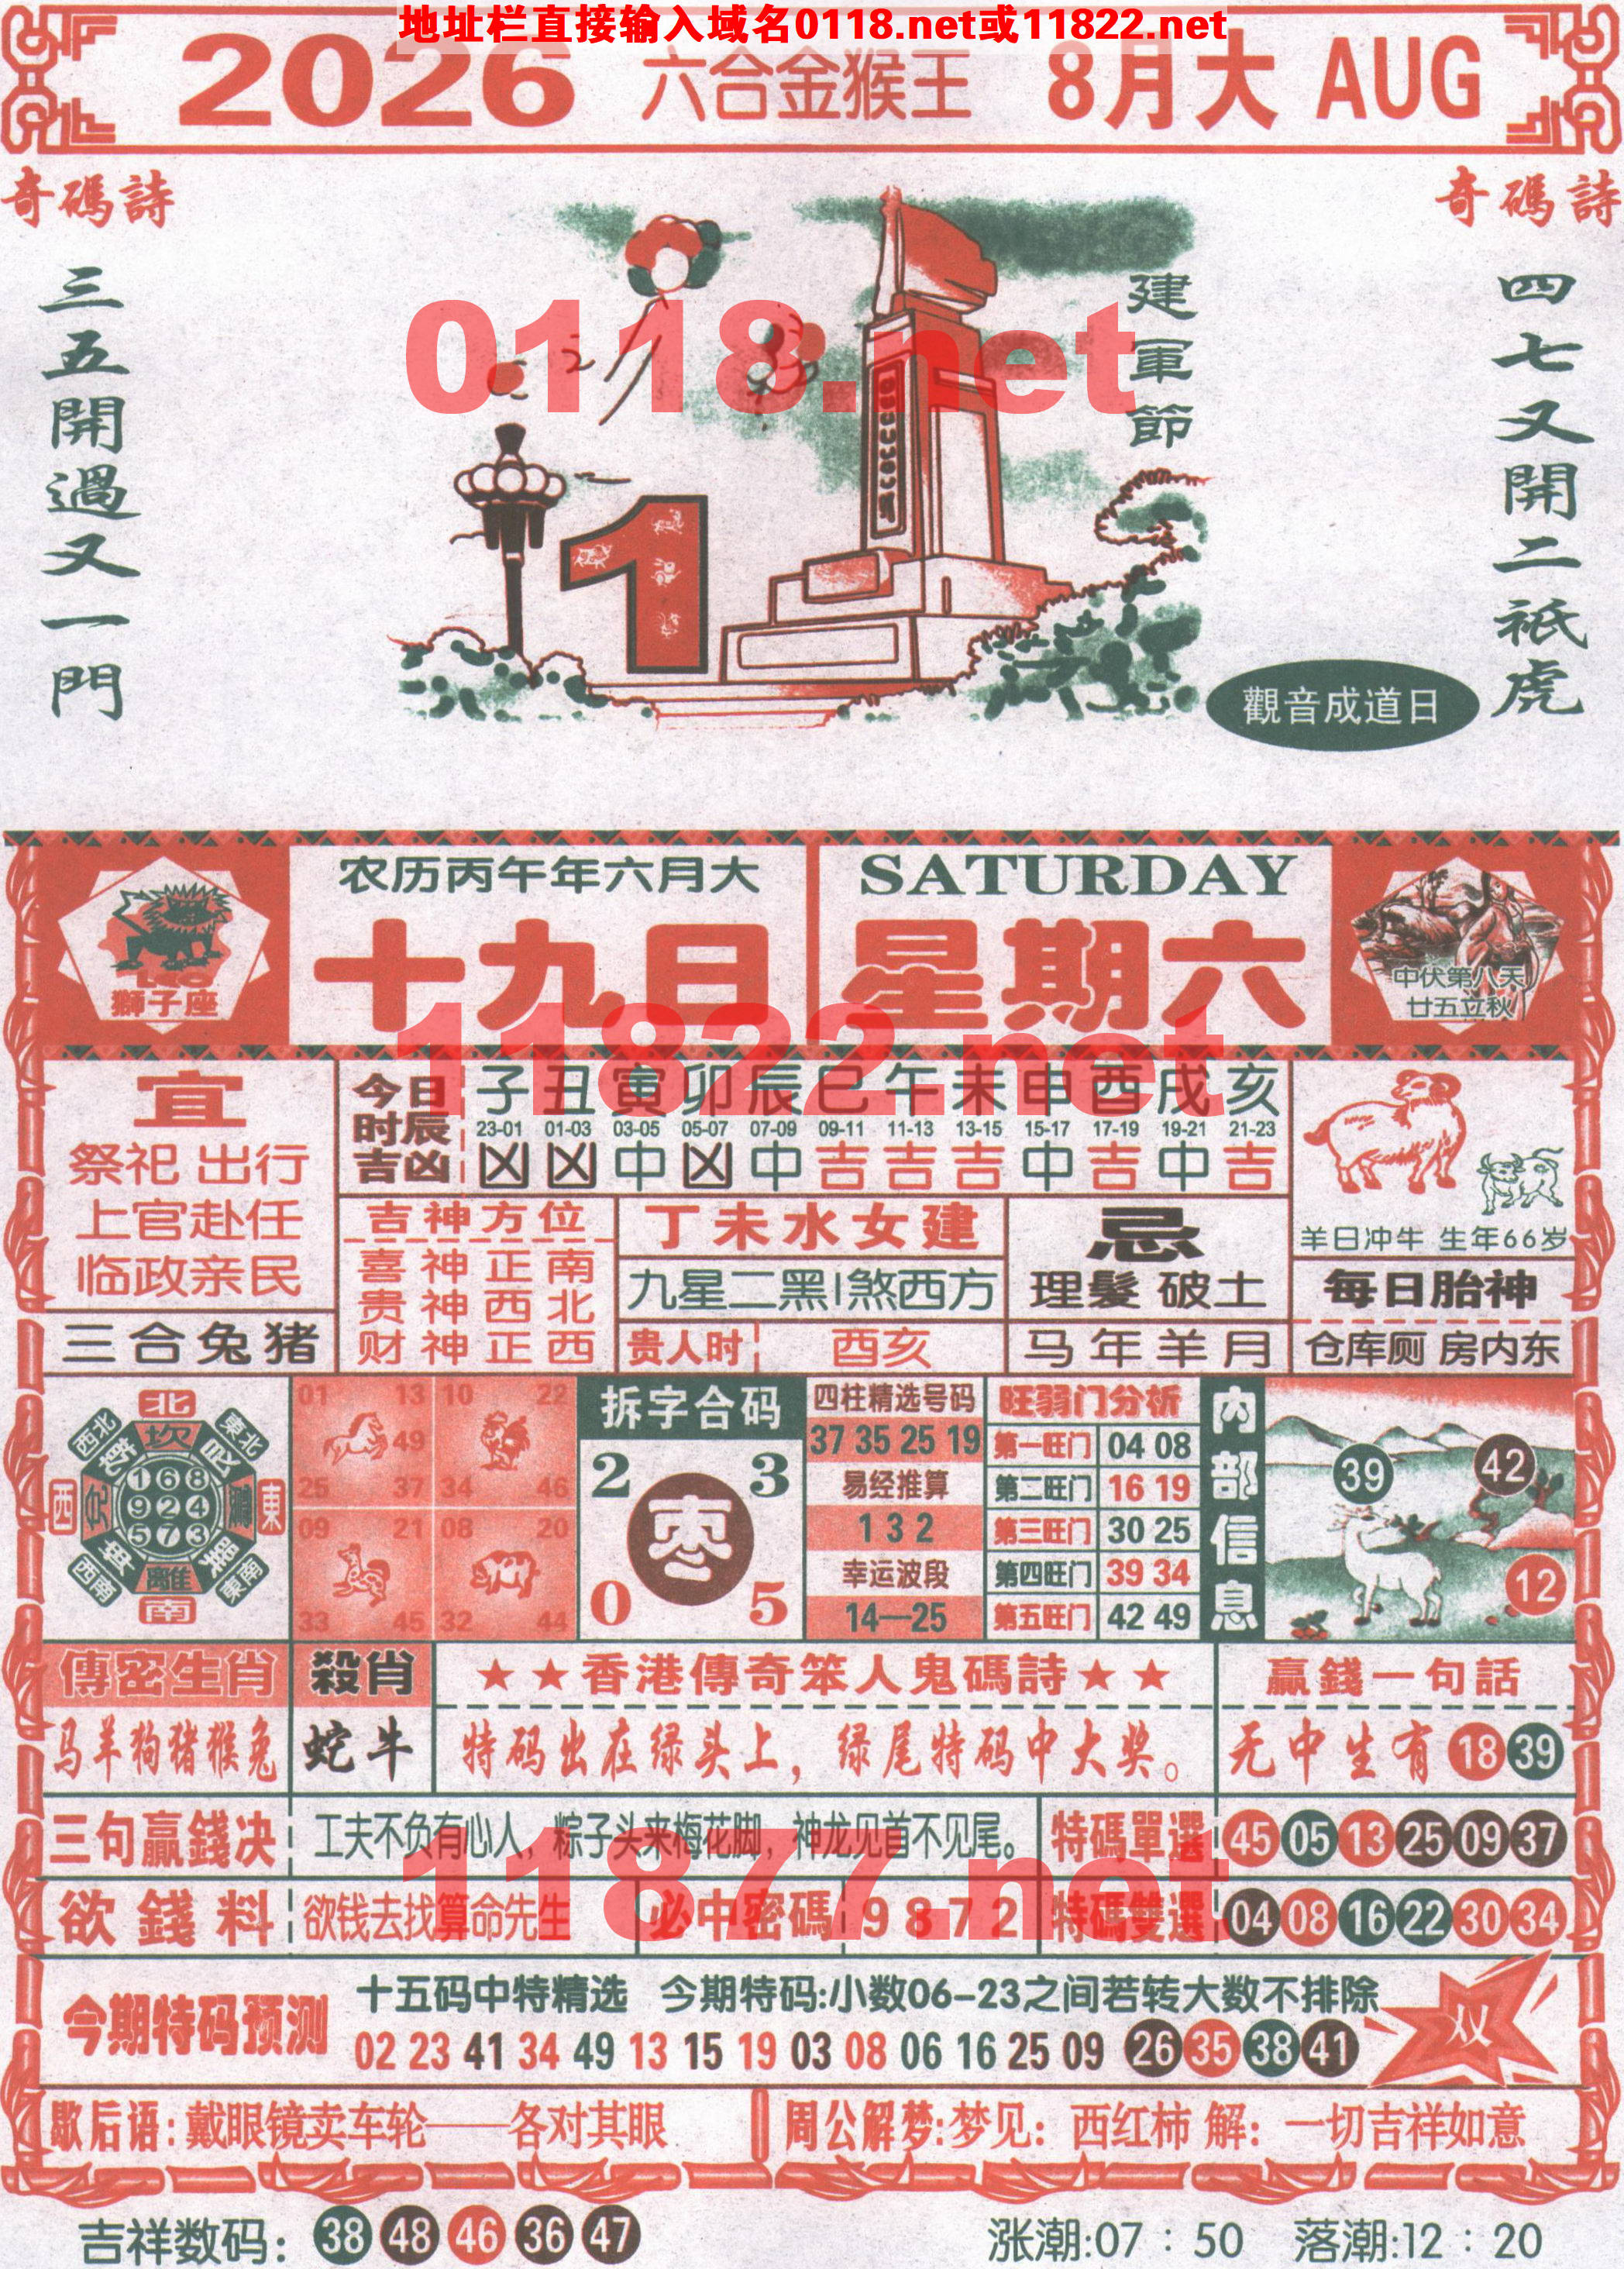 地址栏直接输入域名0118.net或11822.net
2026 六合金猴王 8月大 AUG
奇碼詩
三五開過又一門
0118.net
建軍節
1
觀音成道日
奇碼詩
四七又開二祇虎
獅子座
农历丙午年六月大
十九日
SATURDAY
星期六
中伏第八天
廿五立秋
11822.net
宜
祭祀 出行
上官赴任
临政亲民
三合兔猪
今日时辰吉凶
子 丑 寅 卯 辰 巳 午 未 申 酉 戌 亥
23-01 01-03 03-05 05-07 07-09 09-11 11-13 13-15 15-17 17-19 19-21 21-23
凶 凶 中 凶 中 吉 吉 吉 中 吉 中 吉
吉神方位
喜神正南
贵神西北
财神正西
丁未水女建
九星二黑 煞西方
贵人时 酉亥
忌
理髮 破土
马年羊月
羊日冲牛 生年66岁
每日胎神
仓库厕 房内东
北
西北 坎 東北
1 6 8
西 9 2 4 東
5 7 3
西南 離 東南
南
01 13 49 25 37
10 22 34 46
09 21 33 45
08 20 32 44
拆字合码
2 3
枣
0 5
四柱精选号码
37 35 25 19
易经推算
1 3 2
幸运波段
14—25
旺弱门分析
第一旺门 04 08
第二旺门 16 19
第三旺门 30 25
第四旺门 39 34
第五旺门 42 49
内部信息
39 42
12
傳密生肖
马羊狗猪猴兔
殺肖
蛇牛
★★香港傳奇笨人鬼碼詩★★
特码出在绿头上，绿尾特码中大奖。
贏錢一句話
无中生有 18 39
三句贏錢决
工夫不负有心人，粽子头来梅花脚，神龙见首不见尾。
特碼單選 45 05 13 25 09 37
11877.net
欲錢料
欲钱去找算命先生
必中密碼 9872
特碼雙選 04 08 16 22 30 34
今期特码预测
十五码中特精选 今期特码:小数06-23之间若转大数不排除
02 23 41 34 49 13 15 19 03 08 06 16 25 09 26 35 38 41
双
歇后语:戴眼镜卖车轮——各对其眼
周公解梦:梦见：西红柿 解：一切吉祥如意
吉祥数码：38 48 46 36 47
涨潮:07：50 落潮:12：20